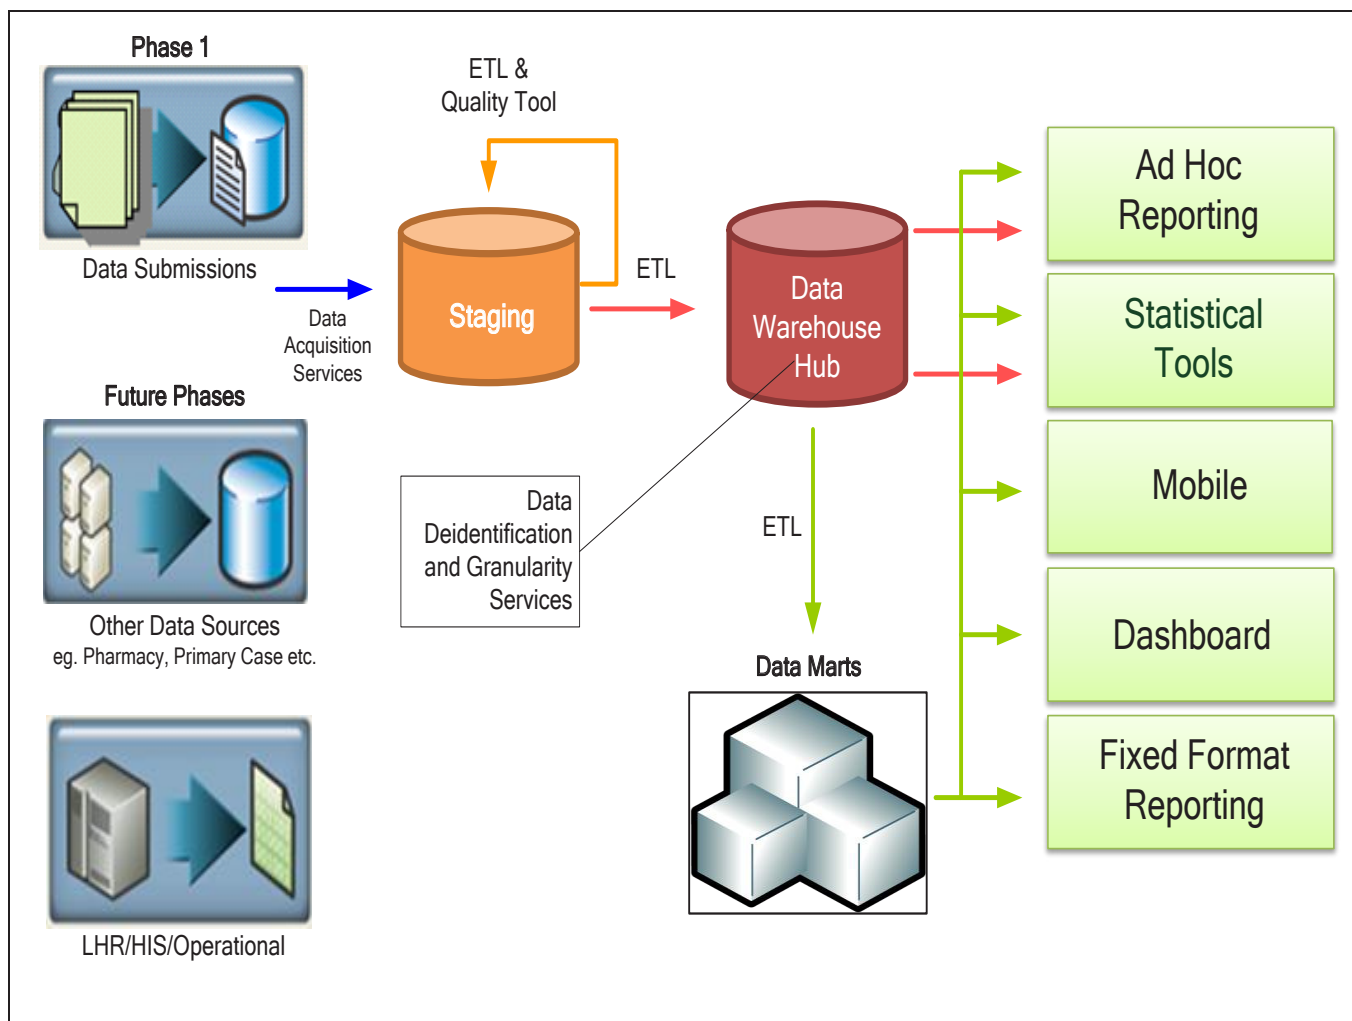 Phase 1
Data Submissions
Future Phases
Other Data Sources
eg. Pharmacy, Primary Case etc.
LHR/HIS/Operational
Data
Acquisition
Services
ETL &
Quality Tool
Staging
ETL
Data
Warehouse
Hub
Data
Deidentification
and Granularity
Services
ETL
Data Marts
Ad Hoc
Reporting
Statistical
Tools
Mobile
Dashboard
Fixed Format
Reporting